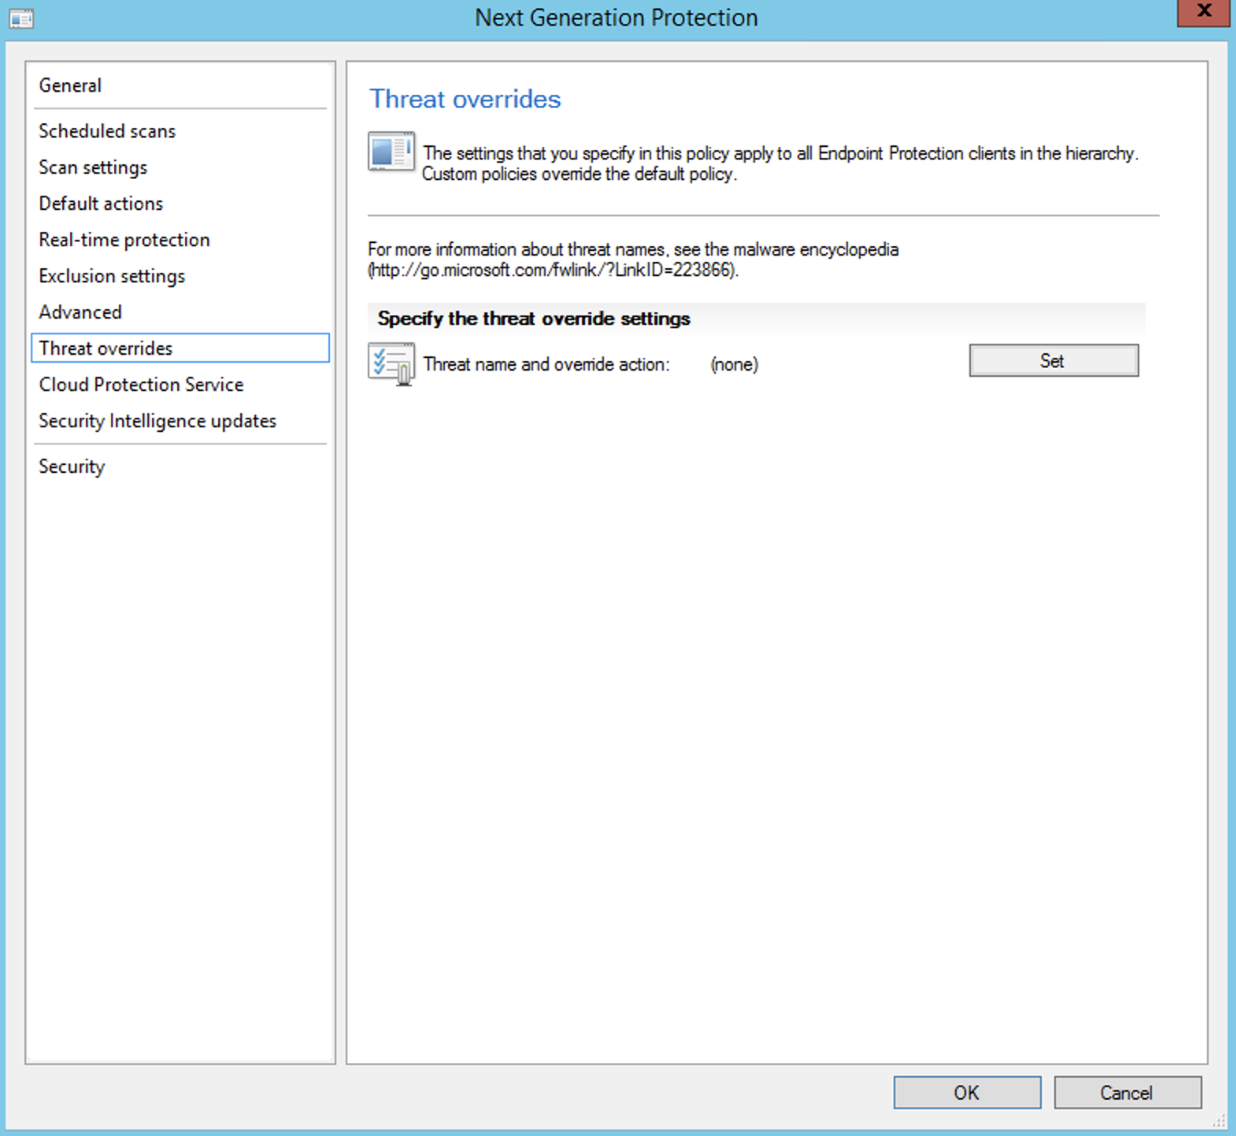 Next Generation Protection
x
General
Scheduled scans
Scan settings
Default actions
Real-time protection
Exclusion settings
Advanced
Threat overrides
Cloud Protection Service
Security Intelligence updates
Security
Threat overrides
The settings that you specify in this policy apply to all Endpoint Protection clients in the hierarchy.
Custom policies override the default policy.
For more information about threat names, see the malware encyclopedia
(http://go.microsoft.com/fwlink/?LinkID=223866).
Specify the threat override settings
Threat name and override action: (none) Set
OK Cancel